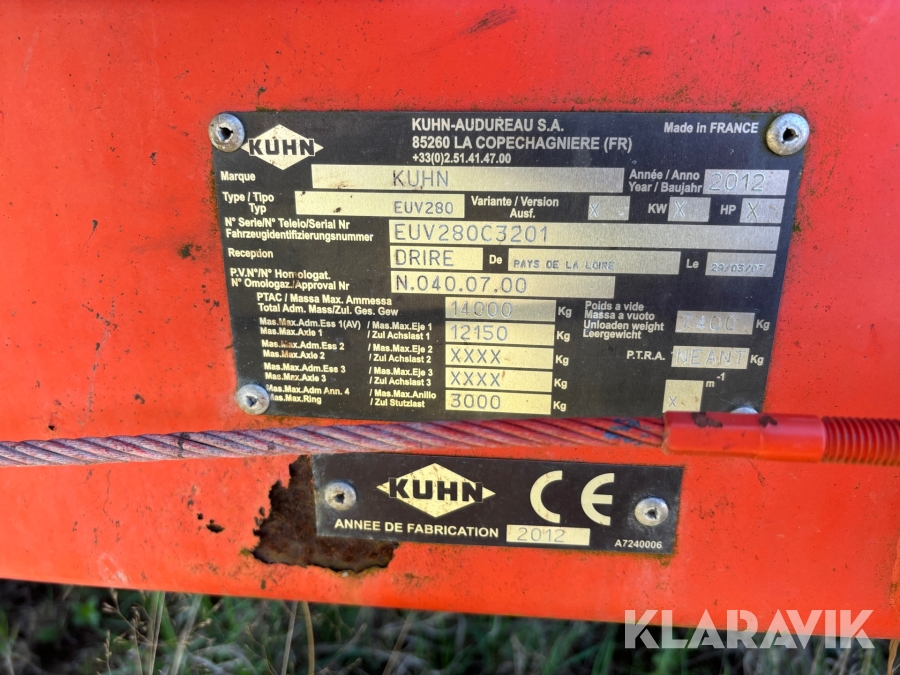 KUHN
KUHN-AUDUREAU S.A.
85260 LA COPECHAGNIERE (FR)
+33(0)2.51.41.47.00
Made in FRANCE
Marque KUHN
Année / Anno
Year / Baujahr 2012
Type / Tipo
Typ EUV280
Variante / Version
Ausf. X KW X HP X
N° Serie/N° Telelo/Serial Nr
Fahrzeugidentifizierungsnummer EUV280C3201
Reception DRIRE De PAYS DE LA LOIRE Le 29/03/07
P.V.N°/N° Homologat.
N° Omologaz./Approval Nr N.040.07.00
PTAC / Massa Max. Ammessa
Total Adm. Mass/Zul. Ges. Gew 14000 Kg
Poids a vide
Massa a vuoto
Unloaden weight
Leergewicht 7400 Kg
Mas.Max.Adm.Ess 1(AV) / Mas.Max.Eje 1
Mas.Max.Axle 1 / Zul Achslast 1 12150 Kg
Mas.Max.Adm.Ess 2 / Mas.Max.Eje 2
Mas.Max.Axle 2 / Zul Achslast 2 XXXX Kg
P.T.R.A. NEANT Kg
Mas.Max.Adm.Ess 3 / Mas.Max.Eje 3
Mas.Max.Axle 3 / Zul Achslast 3 XXXX Kg
Mas.Max.Adm Ann. 4 / Mas.Max.Anillo
Mas.Max.Ring / Zul Stutzlast 3000 Kg
X m-1
KUHN CE
ANNEE DE FABRICATION 2012
A7240006
KLARAVIK